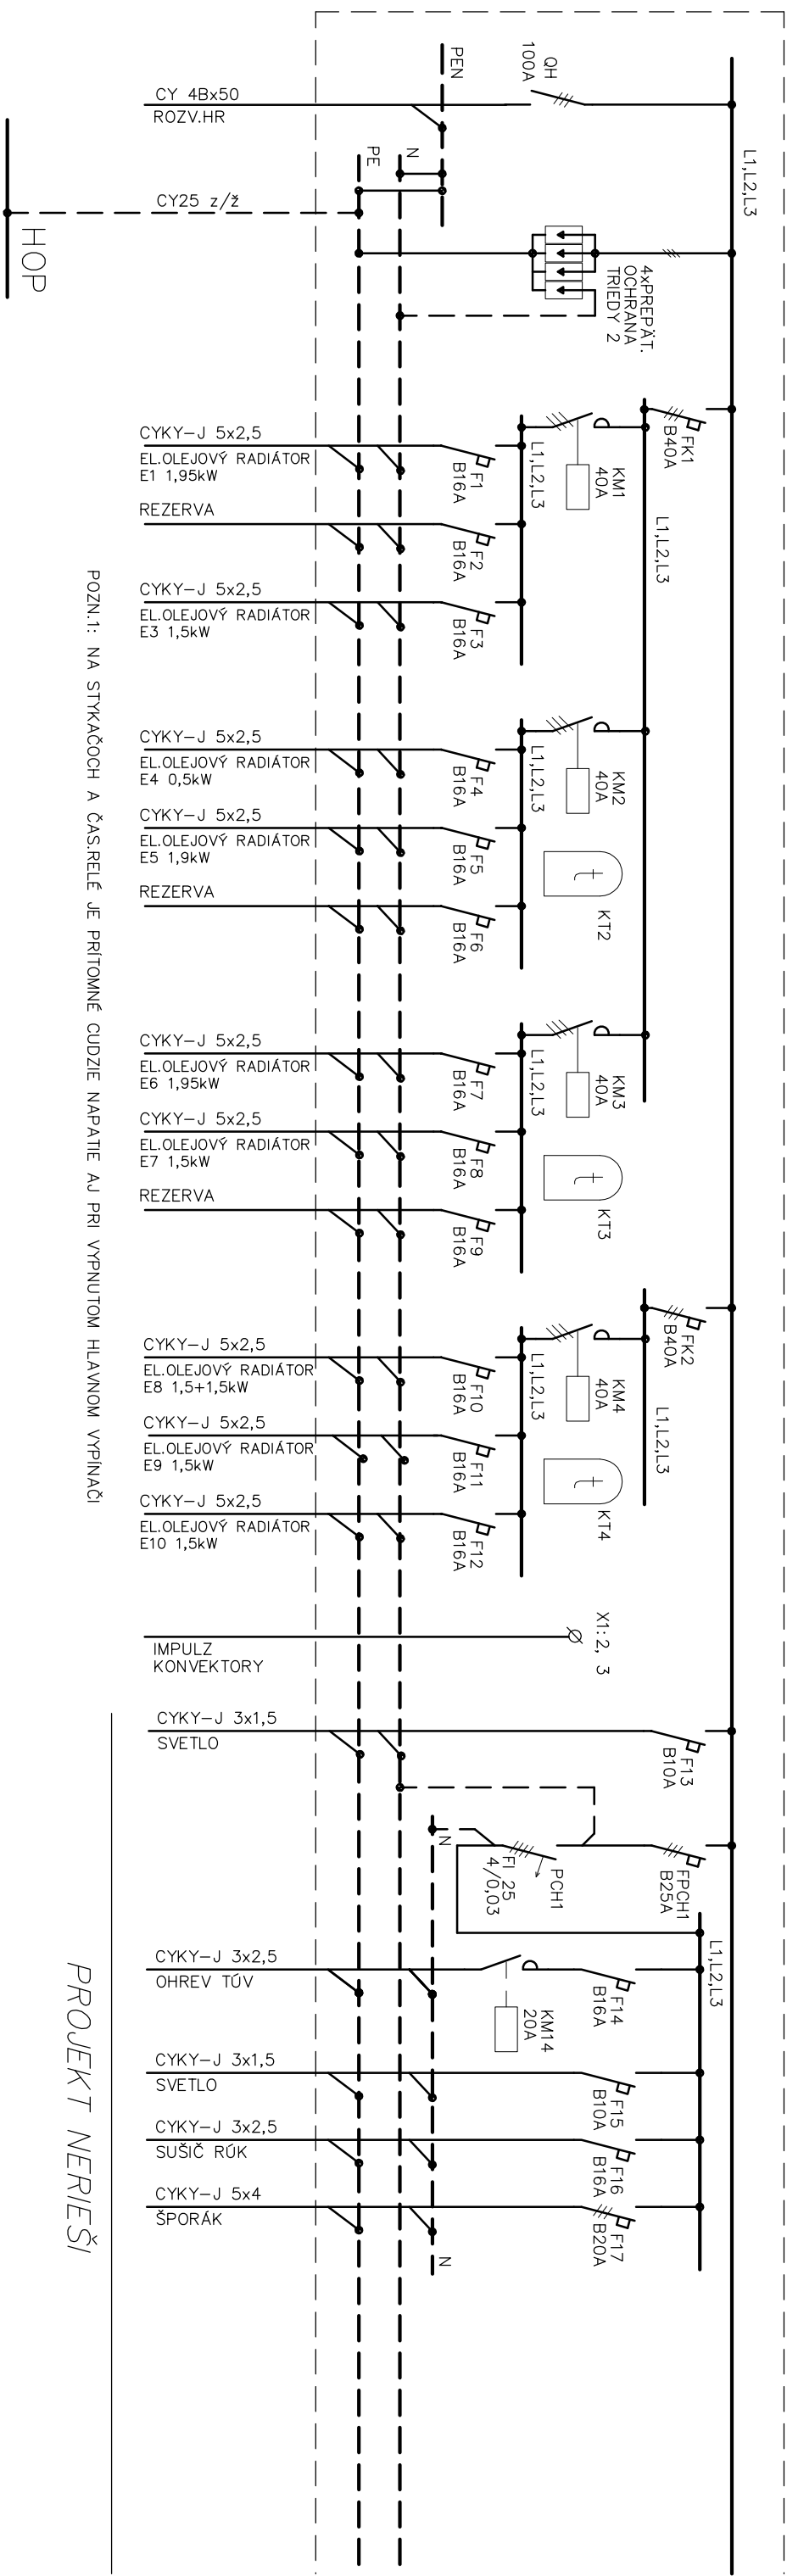 L1,L2,L3
QH
100A
PEN
CY 4Bx50
ROZV.HR
N
PE
CY25 z/ž
HOP
4xPREPÄT.
OCHRANA
TRIEDY 2
FK1
B40A
L1,L2,L3
KM1
40A
L1,L2,L3
F1
B16A
CYKY-J 5x2,5
EL.OLEJOVÝ RADIÁTOR
E1 1,95kW
F2
B16A
REZERVA
F3
B16A
CYKY-J 5x2,5
EL.OLEJOVÝ RADIÁTOR
E3 1,5kW
KM2
40A
L1,L2,L3
KT2
t
F4
B16A
CYKY-J 5x2,5
EL.OLEJOVÝ RADIÁTOR
E4 0,5kW
F5
B16A
CYKY-J 5x2,5
EL.OLEJOVÝ RADIÁTOR
E5 1,9kW
F6
B16A
REZERVA
KM3
40A
L1,L2,L3
KT3
t
F7
B16A
CYKY-J 5x2,5
EL.OLEJOVÝ RADIÁTOR
E6 1,95kW
F8
B16A
CYKY-J 5x2,5
EL.OLEJOVÝ RADIÁTOR
E7 1,5kW
F9
B16A
REZERVA
FK2
B40A
L1,L2,L3
KM4
40A
L1,L2,L3
KT4
t
F10
B16A
CYKY-J 5x2,5
EL.OLEJOVÝ RADIÁTOR
E8 1,5+1,5kW
F11
B16A
CYKY-J 5x2,5
EL.OLEJOVÝ RADIÁTOR
E9 1,5kW
F12
B16A
CYKY-J 5x2,5
EL.OLEJOVÝ RADIÁTOR
E10 1,5kW
X1:2, 3
IMPULZ
KONVEKTORY
F13
B10A
CYKY-J 3x1,5
SVETLO
FPCH1
B25A
PCH1
FI 25
4/0,03
N
L1,L2,L3
F14
B16A
KM14
20A
CYKY-J 3x2,5
OHREV TÚV
F15
B10A
CYKY-J 3x1,5
SVETLO
F16
B16A
CYKY-J 3x2,5
SUŠIČ RÚK
F17
B20A
CYKY-J 5x4
ŠPORÁK
N
POZN.1: NA STYKAČOCH A ČAS.RELÉ JE PRÍTOMNÉ CUDZIE NAPATIE AJ PRI VYPNUTOM HLAVNOM VYPÍNAČI
PROJEKT NERIEŠI